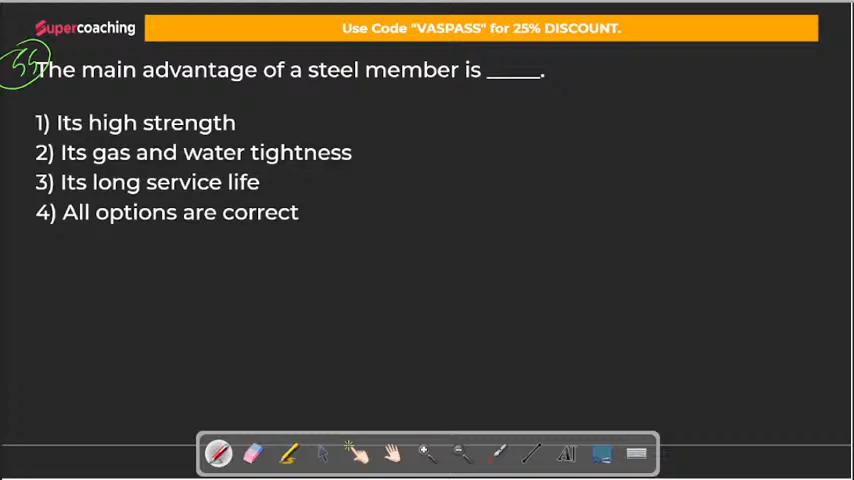 Supercoaching
Use Code "VASPASS" for 25% DISCOUNT.
The main advantage of a steel member is _____.
1) Its high strength
2) Its gas and water tightness
3) Its long service life
4) All options are correct